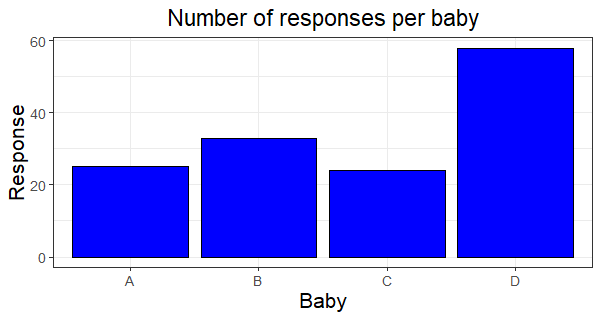 Number of responses per baby
Response
60
40
20
0
A B C D
Baby